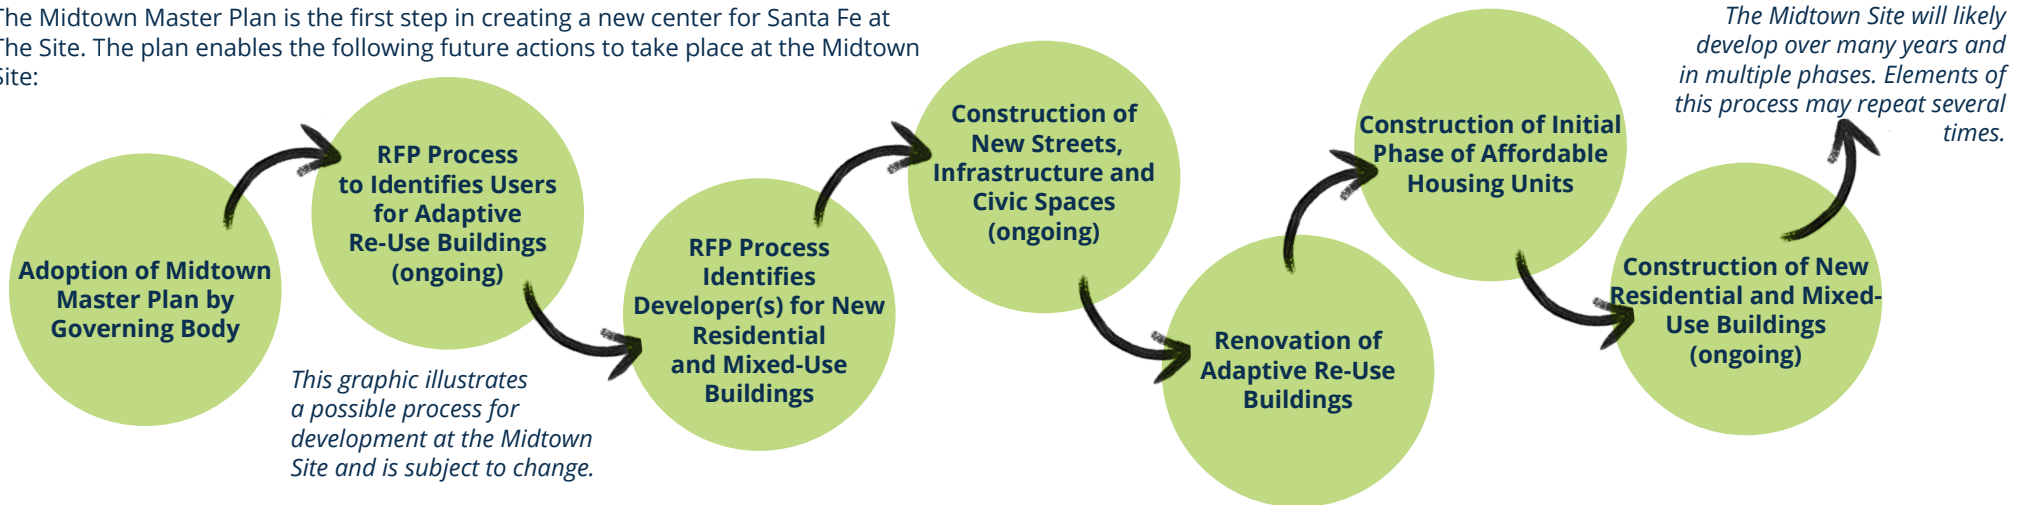 The Midtown Master Plan is the first step in creating a new center for Santa Fe at
The Site. The plan enables the following future actions to take place at the Midtown
Site:
Adoption of Midtown
Master Plan by
Governing Body
RFP Process
to Identifies Users
for Adaptive
Re-Use Buildings
(ongoing)
This graphic illustrates
a possible process for
development at the Midtown
Site and is subject to change.
RFP Process
Identifies
Developer(s) for New
Residential
and Mixed-Use
Buildings
Construction of
New Streets,
Infrastructure and
Civic Spaces
(ongoing)
Renovation of
Adaptive Re-Use
Buildings
Construction of Initial
Phase of Affordable
Housing Units
Construction of New
Residential and Mixed-
Use Buildings
(ongoing)
The Midtown Site will likely
develop over many years and
in multiple phases. Elements of
this process may repeat several
times.